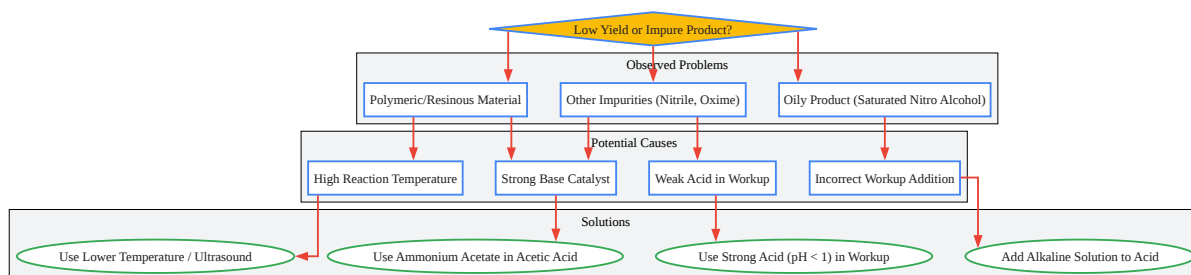 Low Yield or Impure Product?
Observed Problems
Polymeric/Resinous Material
Other Impurities (Nitrile, Oxime)
Oily Product (Saturated Nitro Alcohol)
Potential Causes
High Reaction Temperature
Strong Base Catalyst
Weak Acid in Workup
Incorrect Workup Addition
Solutions
Use Lower Temperature / Ultrasound
Use Ammonium Acetate in Acetic Acid
Use Strong Acid (pH < 1) in Workup
Add Alkaline Solution to Acid